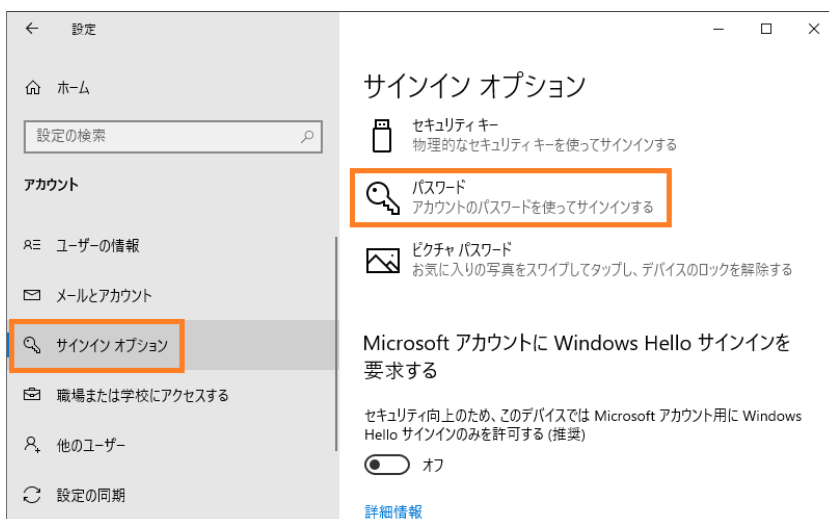 設定
ホーム
設定の検索
アカウント
ユーザーの情報
メールとアカウント
サインイン オプション
職場または学校にアクセスする
他のユーザー
設定の同期
サインイン オプション
セキュリティ キー
物理的なセキュリティ キーを使ってサインインする
パスワード
アカウントのパスワードを使ってサインインする
ピクチャ パスワード
お気に入りの写真をスワイプしてタップし、デバイスのロックを解除する
Microsoft アカウントに Windows Hello サインインを
要求する
セキュリティ向上のため、このデバイスでは Microsoft アカウント用に Windows
Hello サインインのみを許可する (推奨)
オフ
詳細情報